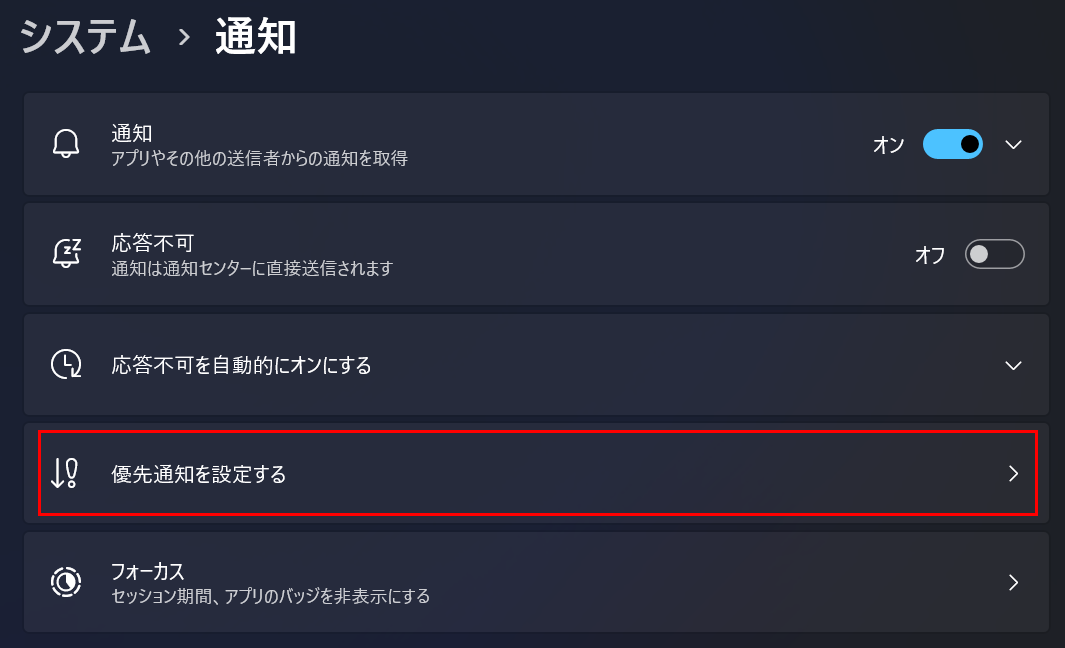 システム › 通知
通知
アプリやその他の送信者からの通知を取得
オン
応答不可
通知は通知センターに直接送信されます
オフ
応答不可を自動的にオンにする
優先通知を設定する
フォーカス
セッション期間、アプリのバッジを非表示にする